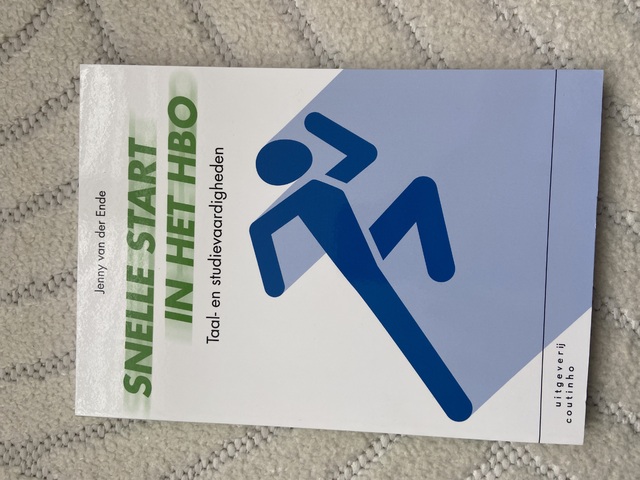 Jenny van der Ende
SNELLE START
IN HET HBO
Taal- en studievaardigheden
uitgeverij
coutinho